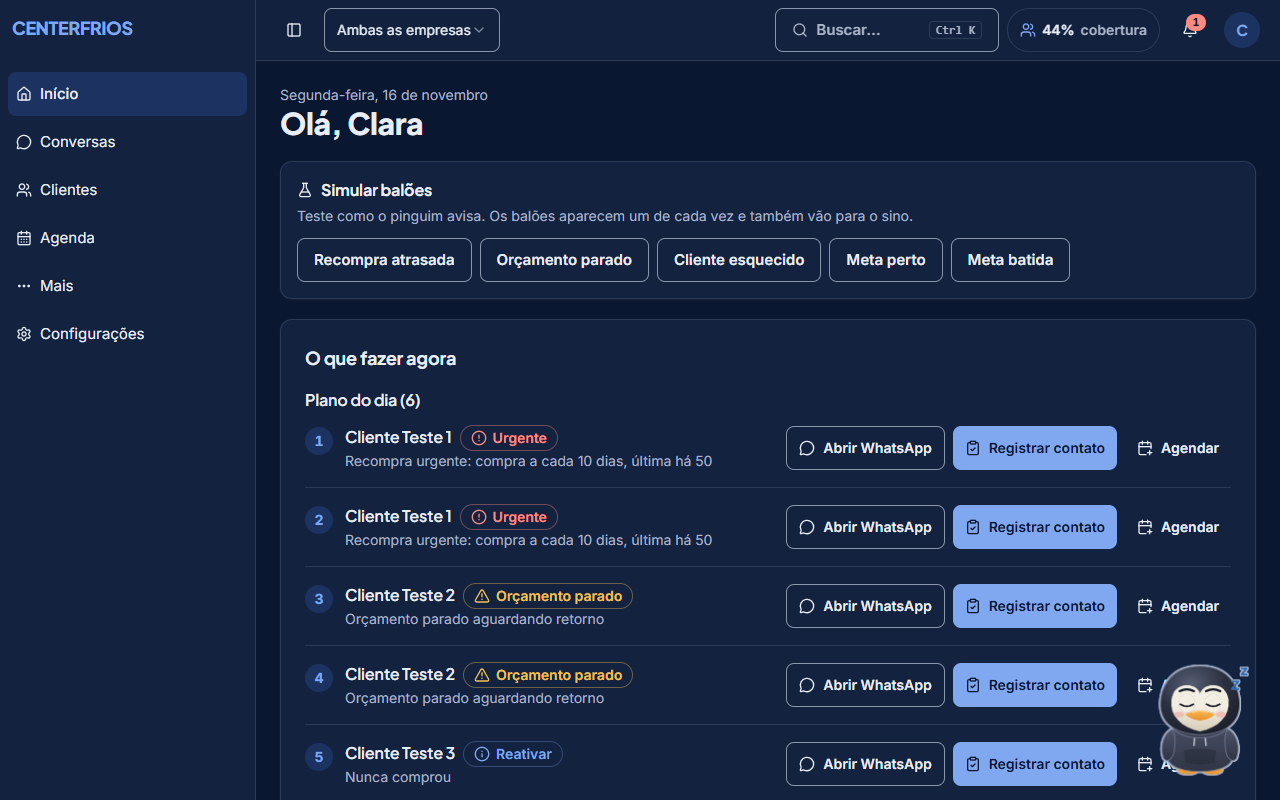 CENTERFRIOS
Ambas as empresas
Buscar...
Ctrl K
44% cobertura
1
C
Início
Conversas
Clientes
Agenda
Mais
Configurações
Segunda-feira, 16 de novembro
Olá, Clara
Simular balões
Teste como o pinguim avisa. Os balões aparecem um de cada vez e também vão para o sino.
Recompra atrasada
Orçamento parado
Cliente esquecido
Meta perto
Meta batida
O que fazer agora
Plano do dia (6)
1
Cliente Teste 1
Urgente
Recompra urgente: compra a cada 10 dias, última há 50
Abrir WhatsApp
Registrar contato
Agendar
2
Cliente Teste 1
Urgente
Recompra urgente: compra a cada 10 dias, última há 50
Abrir WhatsApp
Registrar contato
Agendar
3
Cliente Teste 2
Orçamento parado
Orçamento parado aguardando retorno
Abrir WhatsApp
Registrar contato
Agendar
4
Cliente Teste 2
Orçamento parado
Orçamento parado aguardando retorno
Abrir WhatsApp
Registrar contato
z
z
5
Cliente Teste 3
Reativar
Nunca comprou
Abrir WhatsApp
Registrar contato